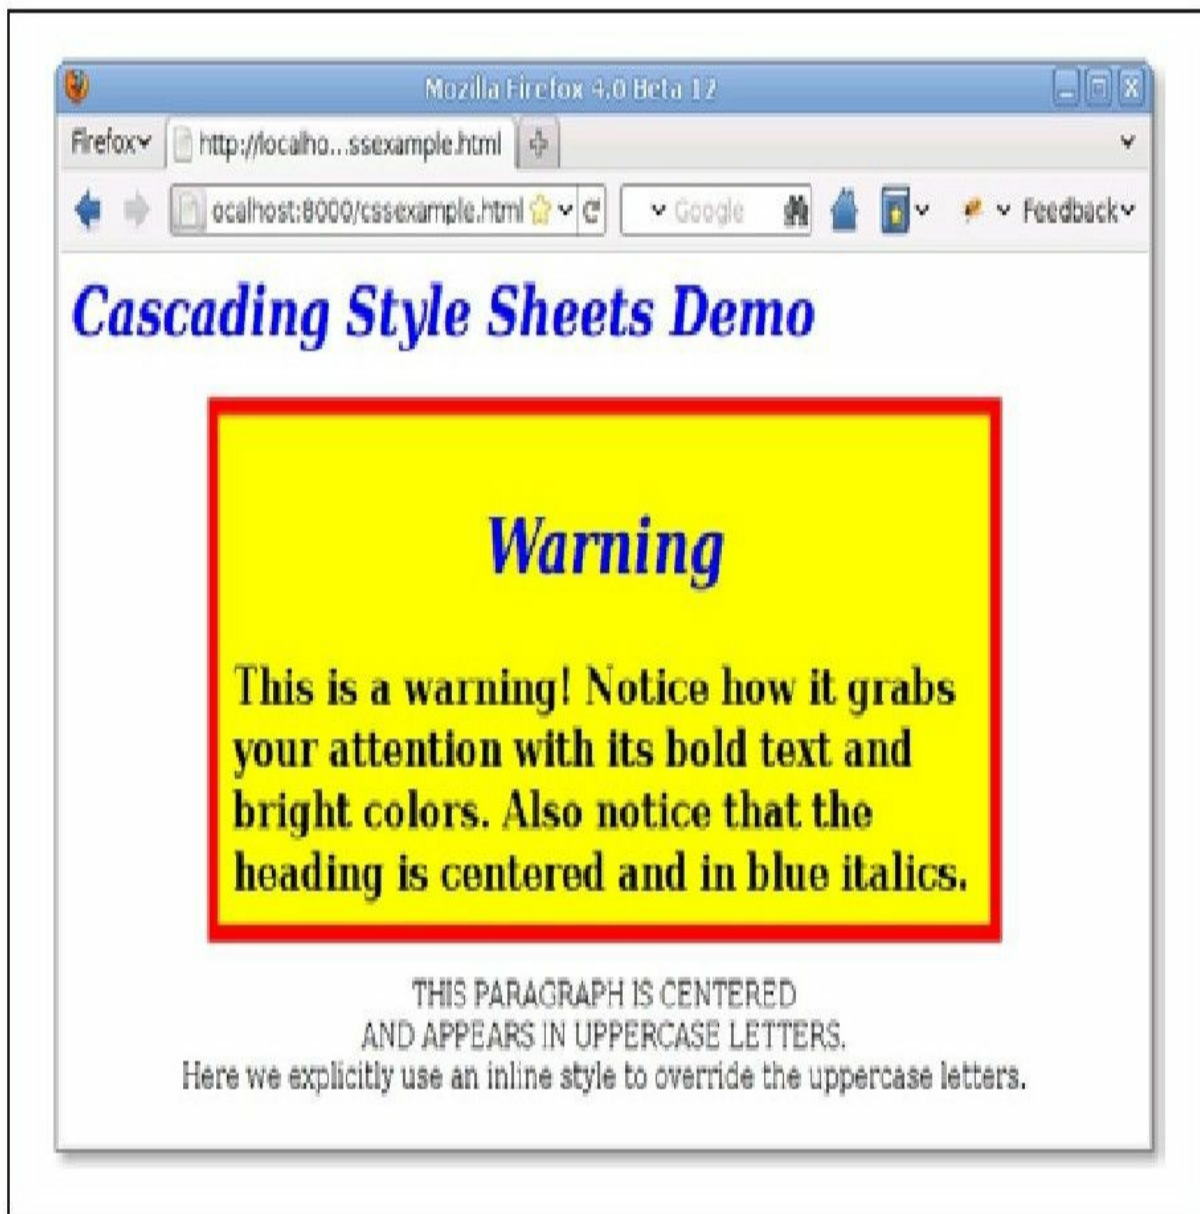 Mozilla Firefox 4.0 Beta 12
Firefox
http://localho...ssexample.html
ocalhost:8000/cssexample.html
Google
Feedback
Cascading Style Sheets Demo
Warning
This is a warning! Notice how it grabs
your attention with its bold text and
bright colors. Also notice that the
heading is centered and in blue italics.
THIS PARAGRAPH IS CENTERED
AND APPEARS IN UPPERCASE LETTERS.
Here we explicitly use an inline style to override the uppercase letters.